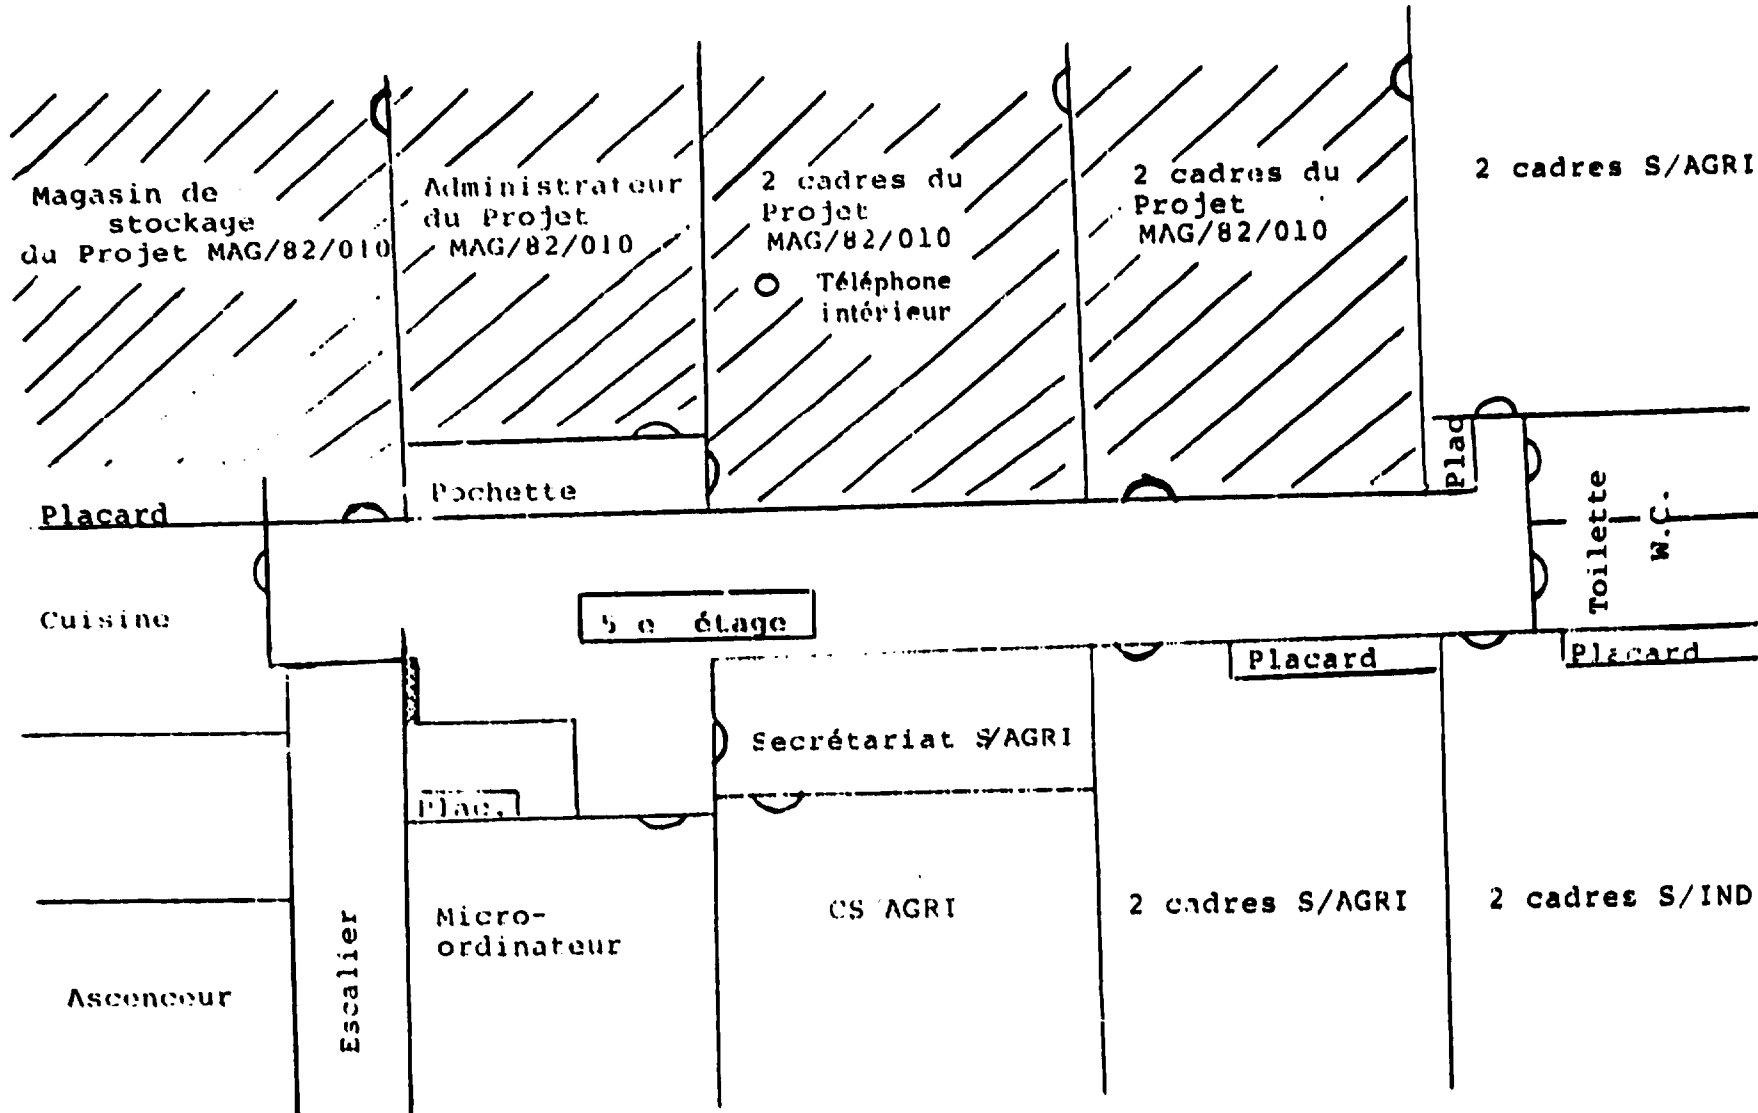 Magasin de
stockage
du Projet MAG/82/010
Administrateur
du Projet
MAG/82/010
2 cadres du
Projet
MAG/82/010
Téléphone
intérieur
2 cadres du
Projet
MAG/82/010
2 cadres S/AGRI
Placard
Pochette
Plac
Toilette
W.C.
Cuisine
5 e étage
Placard
Placard
Secrétariat S/AGRI
Plac.
Micro-
ordinateur
CS AGRI
2 cadres S/AGRI
2 cadres S/IND
Ascenceur
Escalier